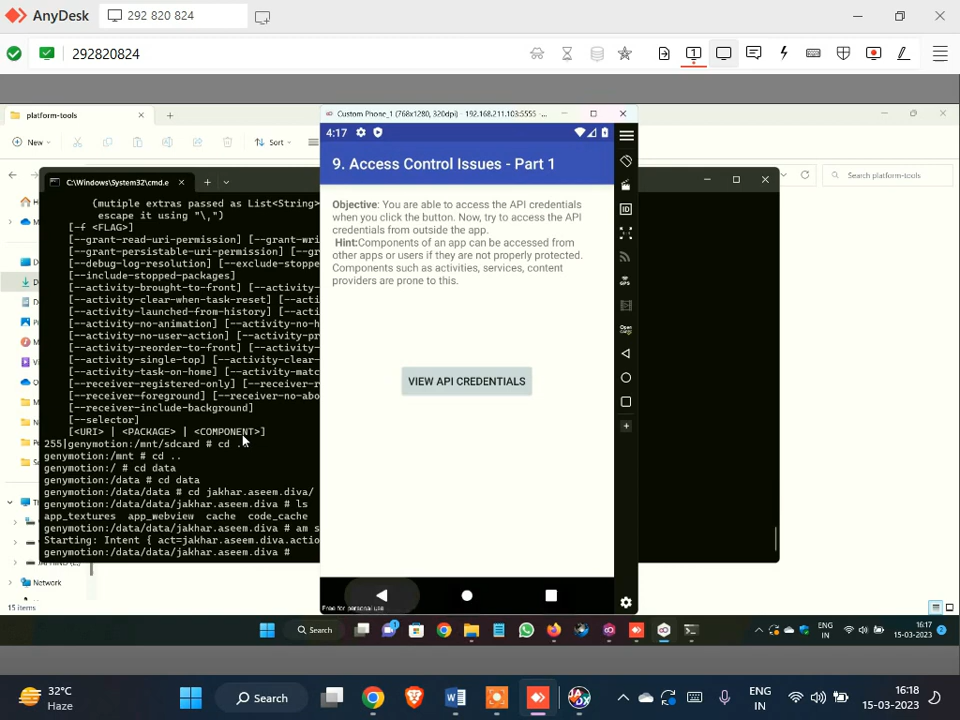 AnyDesk
292 820 824
292820824
1
platform-tools
New
Sort
Search platform-tools
C:\Windows\System32\cmd.e
(mutiple extras passed as List<String>
escape it using "\,")
[-f <FLAG>]
[--grant-read-uri-permission] [--grant-wri
[--grant-persistable-uri-permission] [--gran
[--debug-log-resolution] [--exclude-stoppe
[--include-stopped-packages]
[--activity-brought-to-front] [--activity-
[--activity-clear-when-task-reset] [--acti
[--activity-launched-from-history] [--acti
[--activity-no-animation] [--activity-no-h
[--activity-no-user-action] [--activity-pr
[--activity-reorder-to-front] [--activity-
[--activity-single-top] [--activity-clear-
[--activity-task-on-home] [--activity-matc
[--receiver-registered-only] [--receiver-r
[--receiver-foreground] [--receiver-no-abo
[--receiver-include-background]
[--selector]
[<URI> | <PACKAGE> | <COMPONENT>]
255|genymotion:/mnt/sdcard # cd ..
genymotion:/mnt # cd ..
genymotion:/ # cd data
genymotion:/data # cd data
genymotion:/data/data # cd jakhar.aseem.diva/
genymotion:/data/data/jakhar.aseem.diva # ls
app_textures app_webview cache code_cache
genymotion:/data/data/jakhar.aseem.diva # am s
Starting: Intent { act=jakhar.aseem.diva.actio
genymotion:/data/data/jakhar.aseem.diva #
Network
15 items
Custom Phone_1 (768x1280, 320dpi) - 192.168.211.103:5555 -...
4:17
9. Access Control Issues - Part 1
Objective: You are able to access the API credentials
when you click the button. Now, try to access the API
credentials from outside the app.
Hint:Components of an app can be accessed from
other apps or users if they are not properly protected.
Components such as activities, services, content
providers are prone to this.
VIEW API CREDENTIALS
Free for personal use
ID
GPS
Open
Search
ENG
IN
16:17
15-03-2023
32°C
Haze
Search
ENG
IN
16:18
15-03-2023